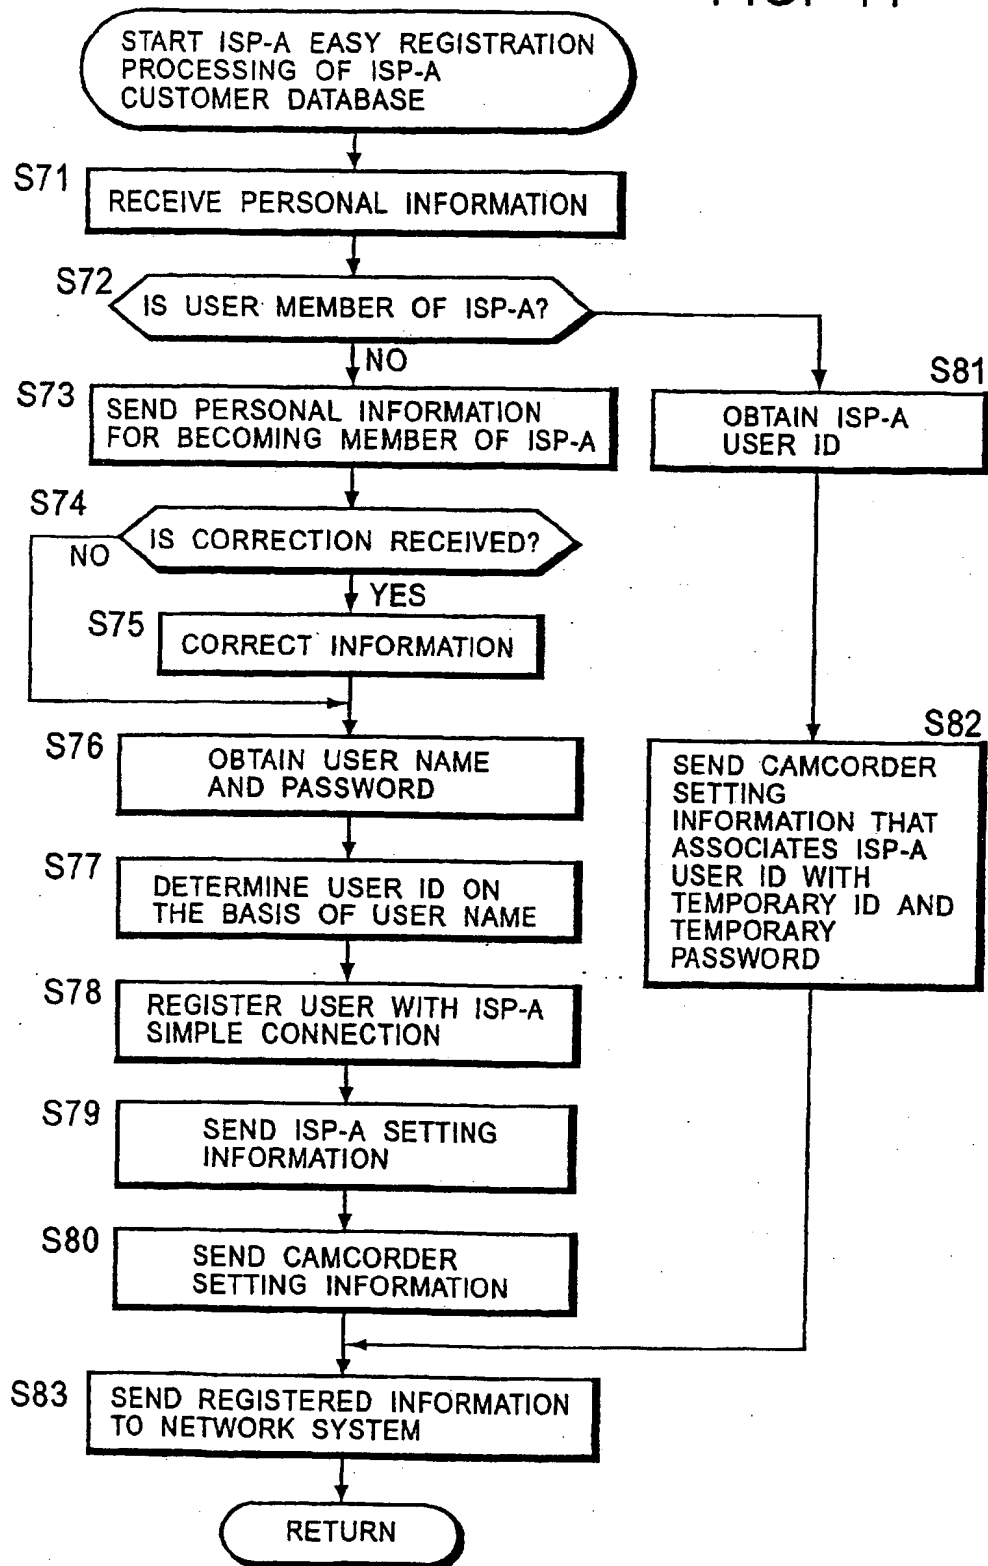 START ISP-A EASY REGISTRATION
PROCESSING OF ISP-A
CUSTOMER DATABASE
S71
RECEIVE PERSONAL INFORMATION
S72
IS USER MEMBER OF ISP-A?
NO
S73
SEND PERSONAL INFORMATION
FOR BECOMING MEMBER OF ISP-A
S81
OBTAIN ISP-A
USER ID
S74
IS CORRECTION RECEIVED?
NO
YES
S75
CORRECT INFORMATION
S76
OBTAIN USER NAME
AND PASSWORD
S82
SEND CAMCORDER
SETTING
INFORMATION THAT
ASSOCIATES ISP-A
USER ID WITH
TEMPORARY ID AND
TEMPORARY
PASSWORD
S77
DETERMINE USER ID ON
THE BASIS OF USER NAME
S78
REGISTER USER WITH ISP-A
SIMPLE CONNECTION
S79
SEND ISP-A SETTING
INFORMATION
S80
SEND CAMCORDER
SETTING INFORMATION
S83
SEND REGISTERED INFORMATION
TO NETWORK SYSTEM
RETURN